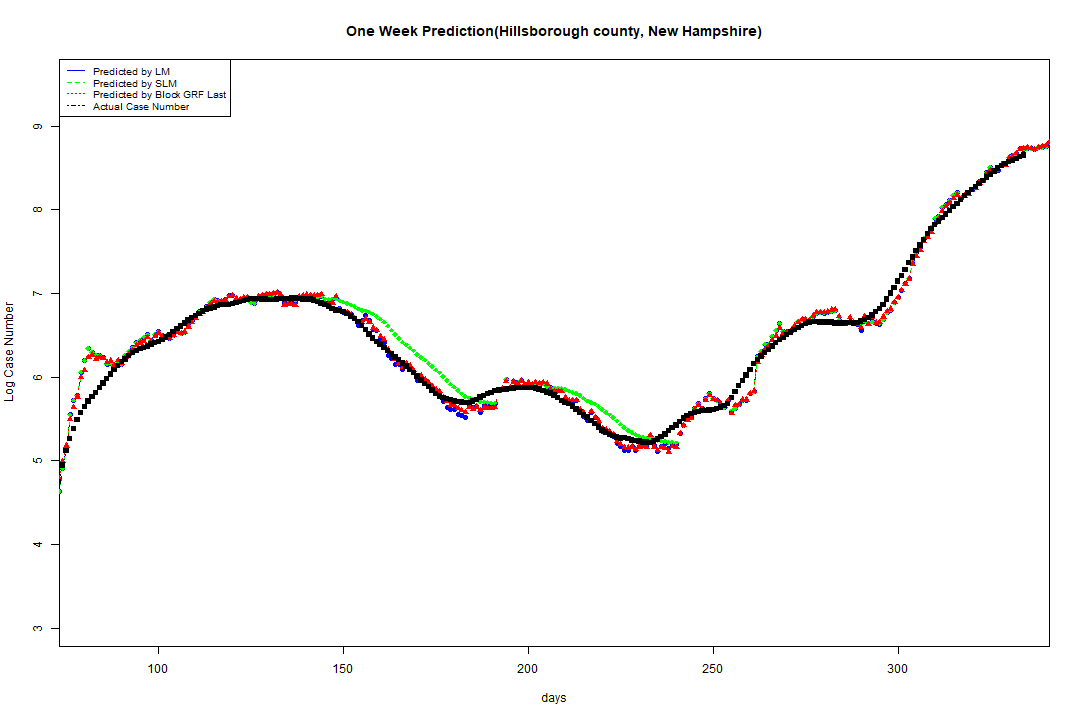 One Week Prediction(Hillsborough county, New Hampshire)
Predicted by LM
Predicted by SLM
Predicted by Block GRF Last
Actual Case Number
Log Case Number
9
8
7
6
5
4
3
100 150 200 250 300
days